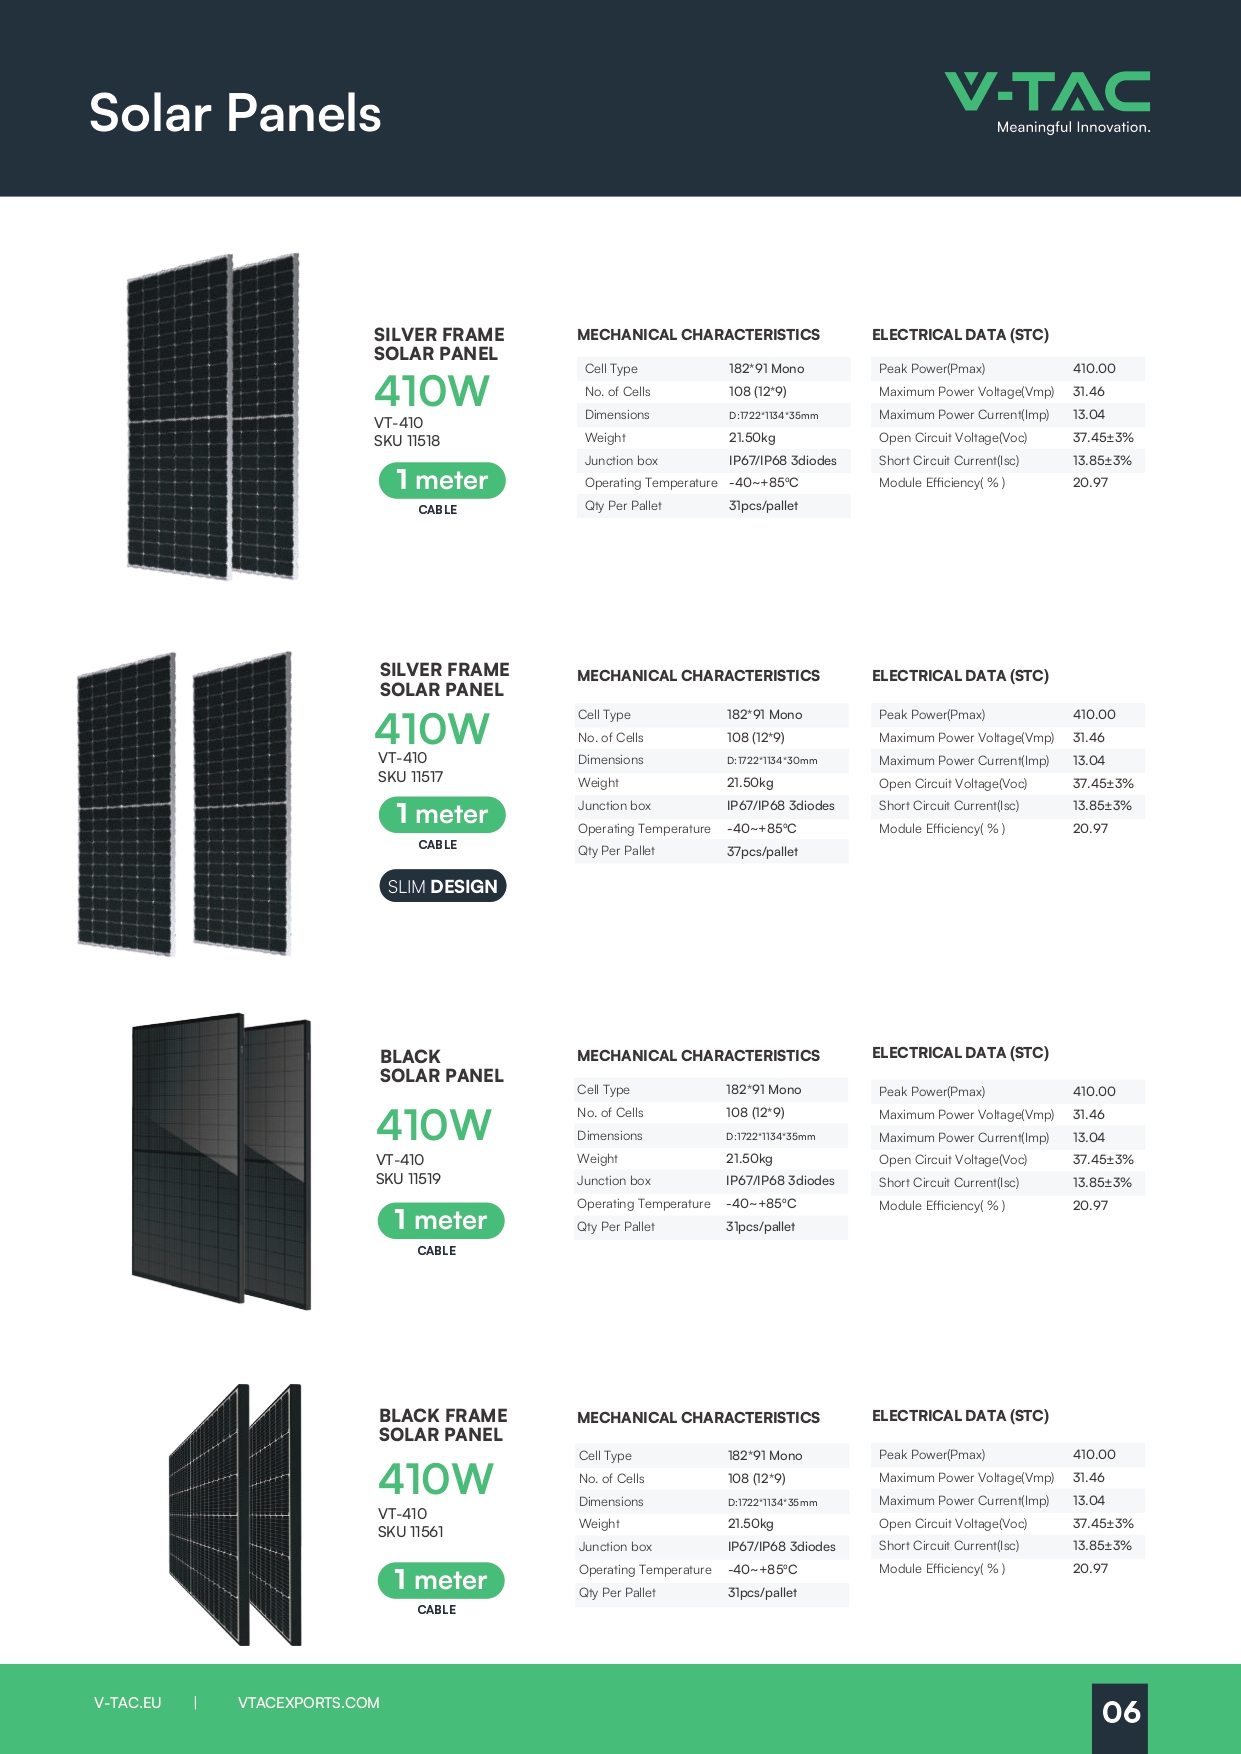 Solar Panels
V-TAC
Meaningful Innovation.
SILVER FRAME
SOLAR PANEL
410W
VT-410
SKU 11518
1 meter
CABLE
MECHANICAL CHARACTERISTICS
Cell Type 182*91 Mono
No. of Cells 108 (12*9)
Dimensions D:1722*1134*35mm
Weight 21.50kg
Junction box IP67/IP68 3diodes
Operating Temperature -40~+85°C
Qty Per Pallet 31pcs/pallet
ELECTRICAL DATA (STC)
Peak Power(Pmax) 410.00
Maximum Power Voltage(Vmp) 31.46
Maximum Power Current(Imp) 13.04
Open Circuit Voltage(Voc) 37.45±3%
Short Circuit Current(Isc) 13.85±3%
Module Efficiency( % ) 20.97
SILVER FRAME
SOLAR PANEL
410W
VT-410
SKU 11517
1 meter
CABLE
SLIM DESIGN
MECHANICAL CHARACTERISTICS
Cell Type 182*91 Mono
No. of Cells 108 (12*9)
Dimensions D:1722*1134*30mm
Weight 21.50kg
Junction box IP67/IP68 3diodes
Operating Temperature -40~+85°C
Qty Per Pallet 37pcs/pallet
ELECTRICAL DATA (STC)
Peak Power(Pmax) 410.00
Maximum Power Voltage(Vmp) 31.46
Maximum Power Current(Imp) 13.04
Open Circuit Voltage(Voc) 37.45±3%
Short Circuit Current(Isc) 13.85±3%
Module Efficiency( % ) 20.97
BLACK
SOLAR PANEL
410W
VT-410
SKU 11519
1 meter
CABLE
MECHANICAL CHARACTERISTICS
Cell Type 182*91 Mono
No. of Cells 108 (12*9)
Dimensions D:1722*1134*35mm
Weight 21.50kg
Junction box IP67/IP68 3diodes
Operating Temperature -40~+85°C
Qty Per Pallet 31pcs/pallet
ELECTRICAL DATA (STC)
Peak Power(Pmax) 410.00
Maximum Power Voltage(Vmp) 31.46
Maximum Power Current(Imp) 13.04
Open Circuit Voltage(Voc) 37.45±3%
Short Circuit Current(Isc) 13.85±3%
Module Efficiency( % ) 20.97
BLACK FRAME
SOLAR PANEL
410W
VT-410
SKU 11561
1 meter
CABLE
MECHANICAL CHARACTERISTICS
Cell Type 182*91 Mono
No. of Cells 108 (12*9)
Dimensions D:1722*1134*35mm
Weight 21.50kg
Junction box IP67/IP68 3diodes
Operating Temperature -40~+85°C
Qty Per Pallet 31pcs/pallet
ELECTRICAL DATA (STC)
Peak Power(Pmax) 410.00
Maximum Power Voltage(Vmp) 31.46
Maximum Power Current(Imp) 13.04
Open Circuit Voltage(Voc) 37.45±3%
Short Circuit Current(Isc) 13.85±3%
Module Efficiency( % ) 20.97
V-TAC.EU | VTACEXPORTS.COM
06